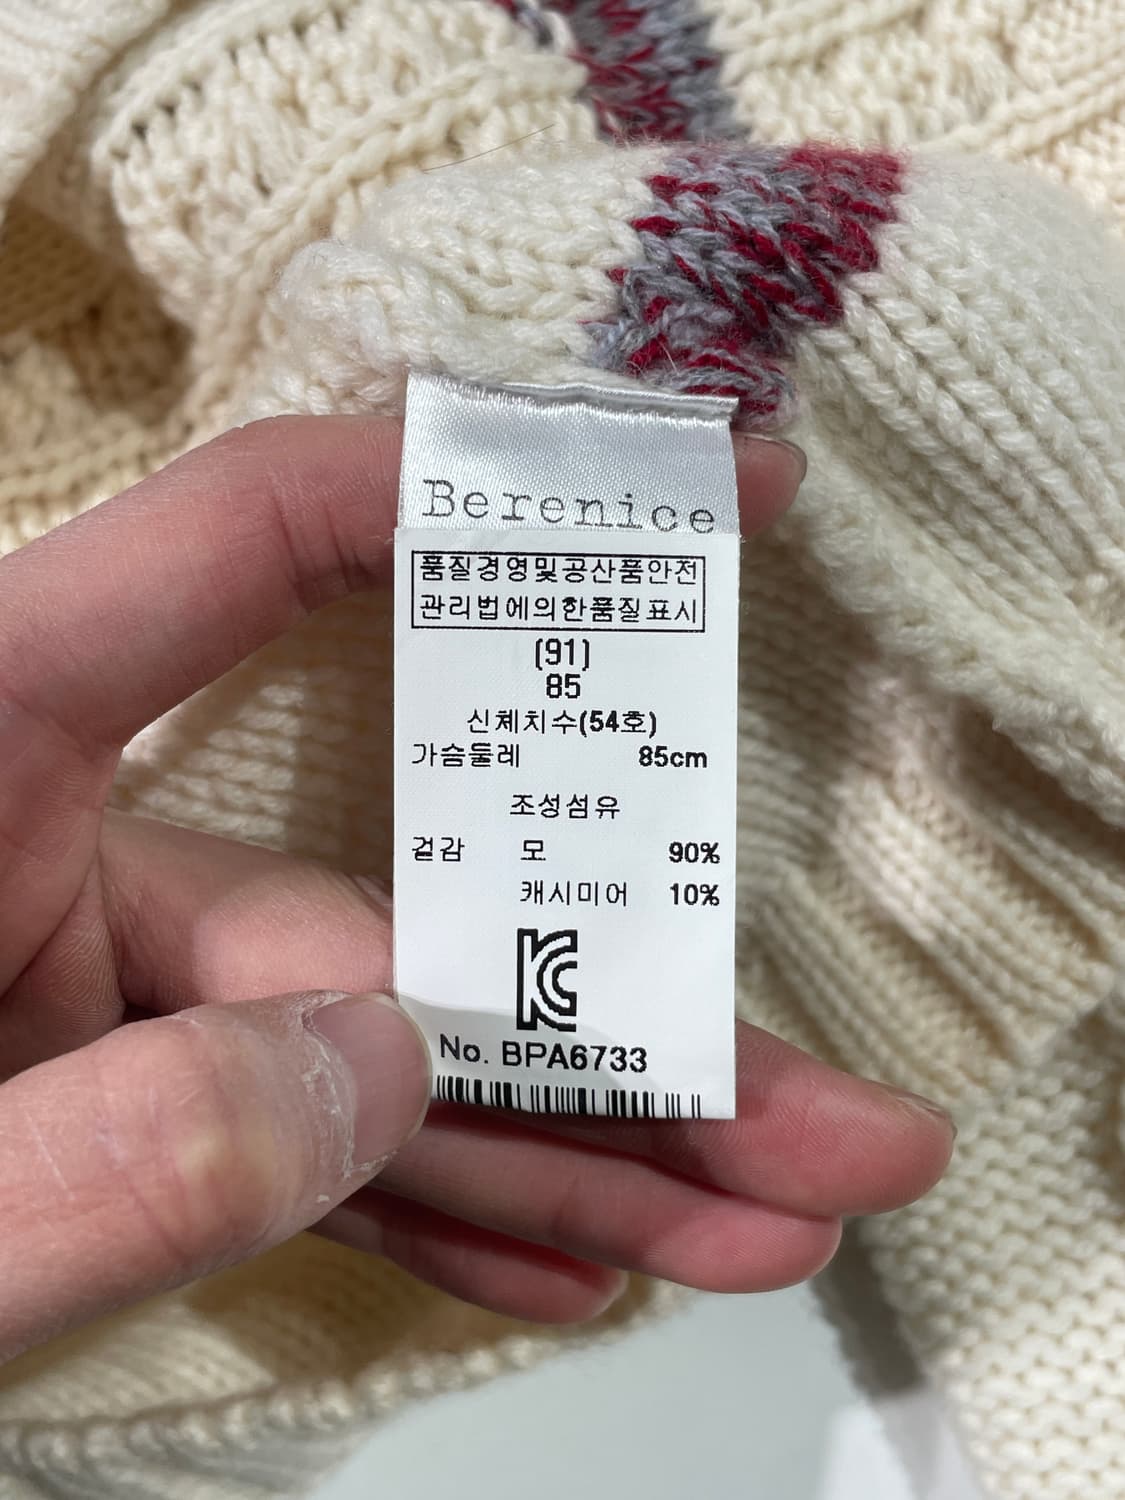 Berenice
품질경영및공산품안전
관리법에의한품질표시
(91)
85
신체치수(54호)
가슴둘레 85cm
조성섬유
겉감 모 90%
캐시미어 10%
KC
No. BPA6733